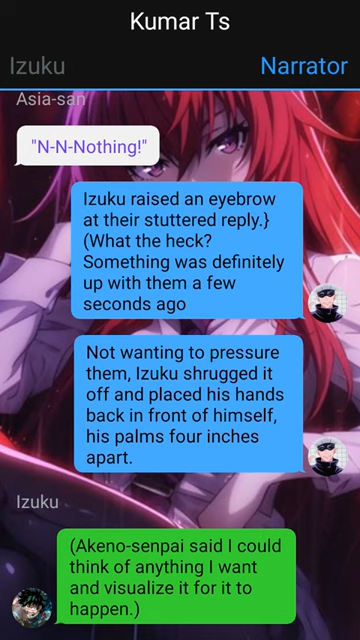 Kumar Ts
Izuku
Narrator
Asia-san
"N-N-Nothing!"
Izuku raised an eyebrow
at their stuttered reply.}
(What the heck?
Something was definitely
up with them a few
seconds ago
Not wanting to pressure
them, Izuku shrugged it
off and placed his hands
back in front of himself,
his palms four inches
apart.
Izuku
(Akeno-senpai said I could
think of anything I want
and visualize it for it to
happen.)